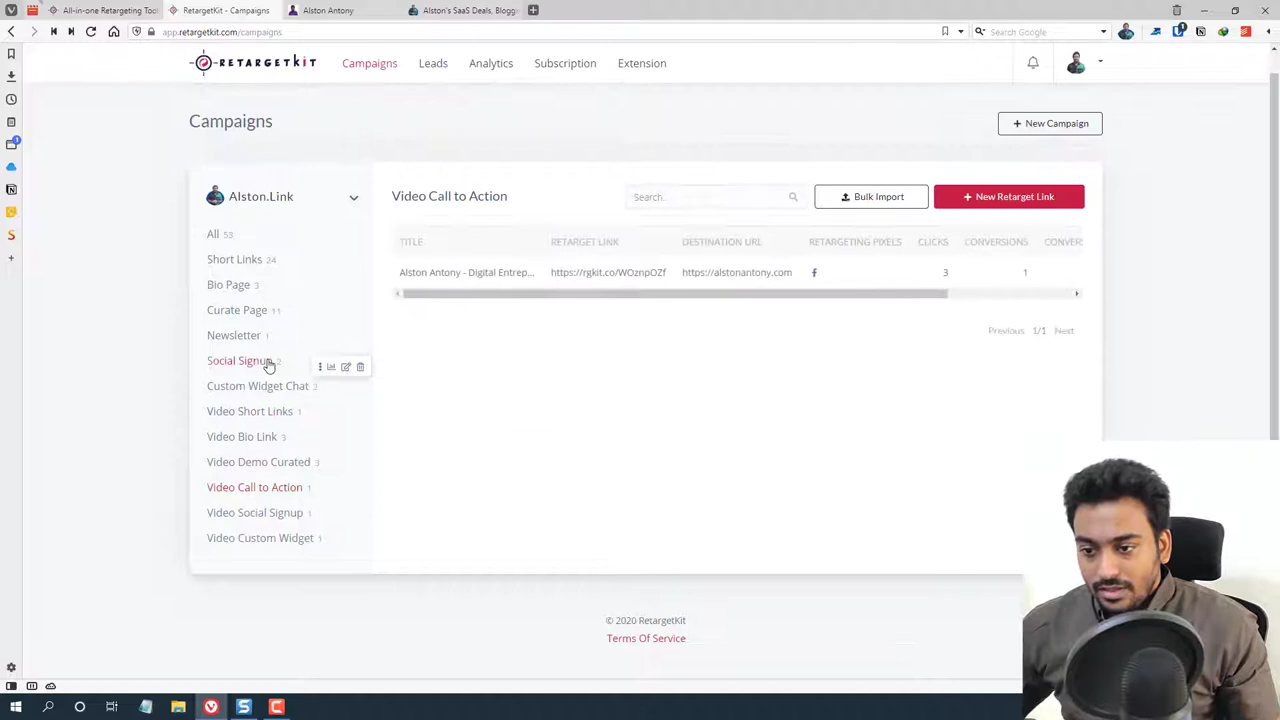 All-in-one Retargeting Tool
RetargetKit - Campaigns
Alston Antony
Alston's SaaS Deals, Blogg
app.retargetkit.com/campaigns
Search Google
RETARGETKIT
Campaigns
Leads
Analytics
Subscription
Extension
Campaigns
+ New Campaign
Alston.Link
Video Call to Action
Search..
Bulk Import
+ New Retarget Link
All 53
Short Links 24
Bio Page 3
Curate Page 11
Newsletter 1
Social Signup 2
Custom Widget Chat 2
Video Short Links 1
Video Bio Link 3
Video Demo Curated 3
Video Call to Action 1
Video Social Signup 1
Video Custom Widget 1
TITLE RETARGET LINK DESTINATION URL RETARGETING PIXELS CLICKS CONVERSIONS CONVERS
Alston Antony - Digital Entrep... https://rgkit.co/WOznpOZf https://alstonantony.com 3 1
Previous 1/1 Next
© 2020 RetargetKit
Terms Of Service